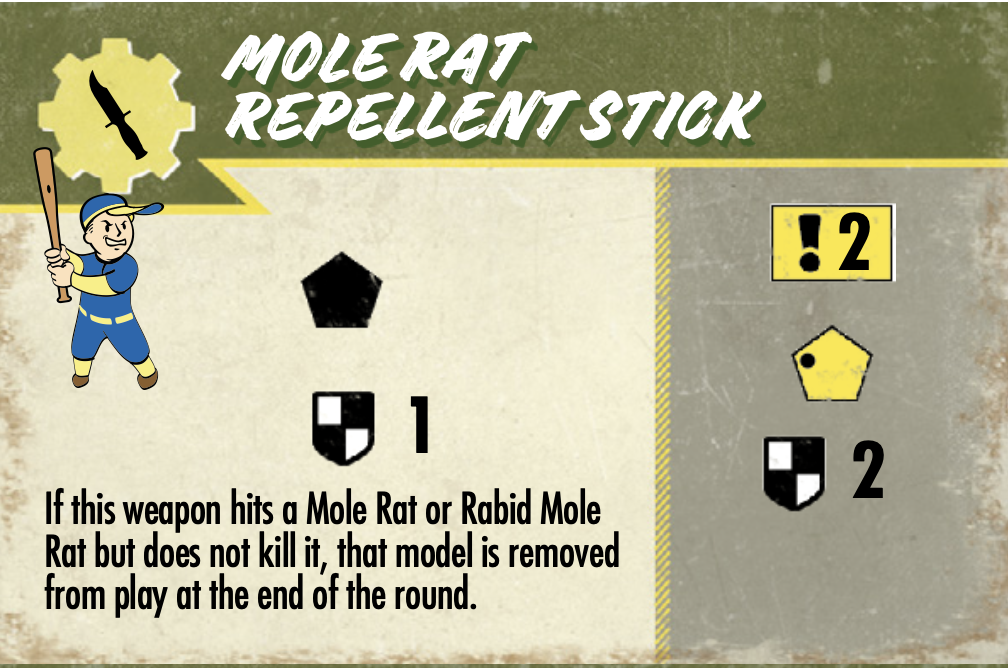 MOLE RAT
REPELLENT STICK
! 2
1
2
If this weapon hits a Mole Rat or Rabid Mole
Rat but does not kill it, that model is removed
from play at the end of the round.